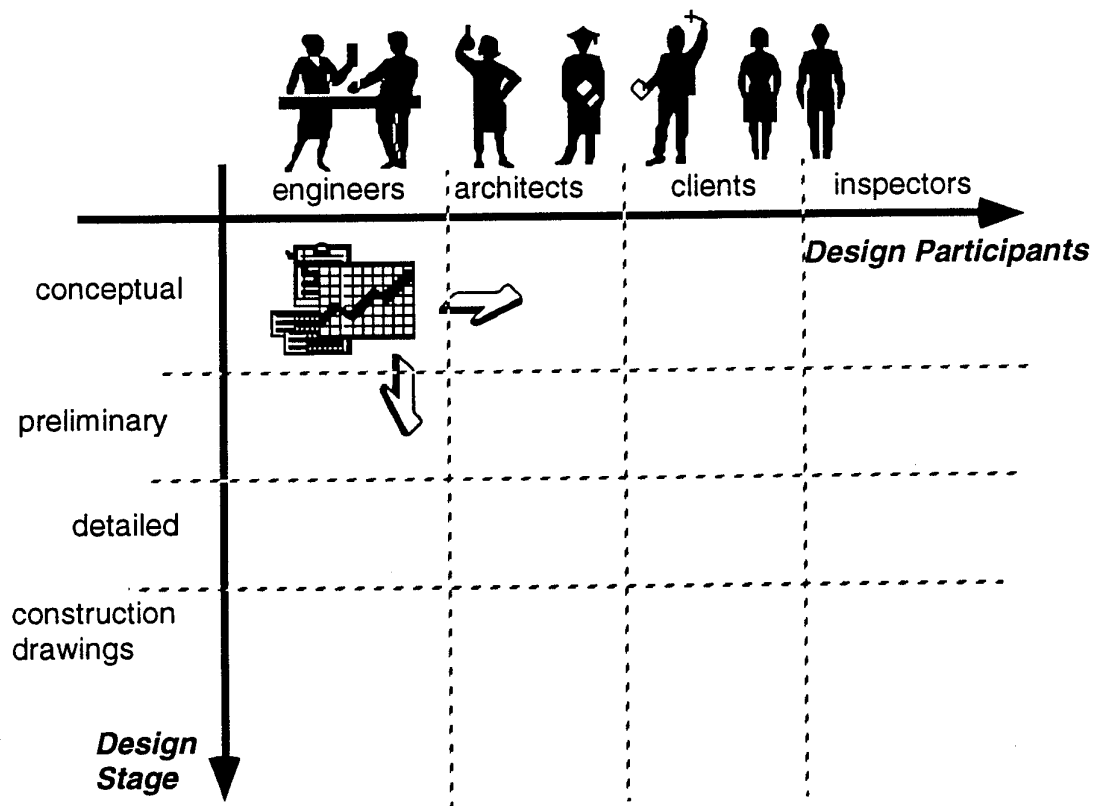 engineers architects clients inspectors
Design Participants
conceptual
preliminary
detailed
construction
drawings
Design
Stage